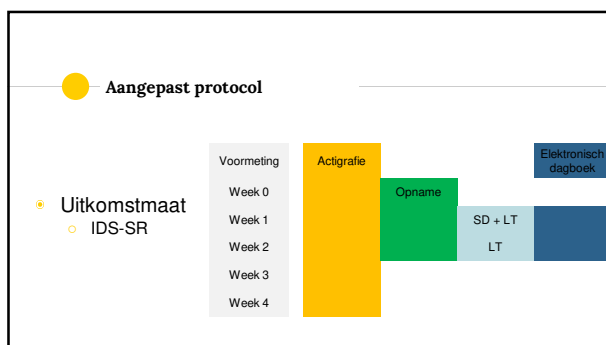 Aangepast protocol
Elektronisch
dagboek
Voormeting
Actigrafie
Week 0
Opname
Uitkomstmaat
IDS-SR
Week 1
SD + LT
Week 2
LT
Week 3
Week 4